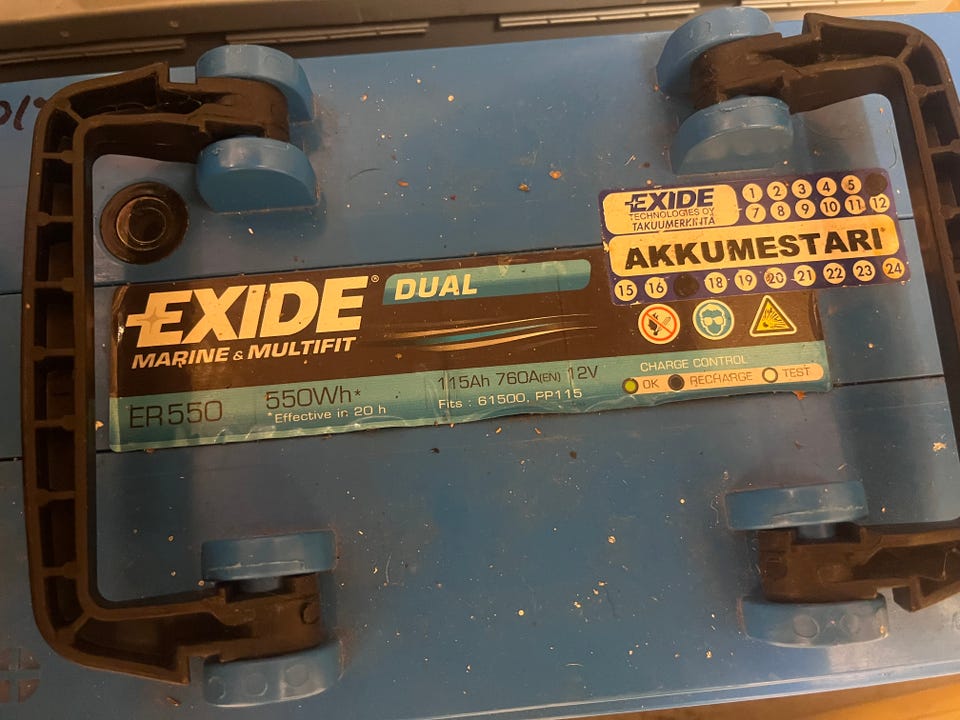 EXIDE
TECHNOLOGIES OY
TAKUUMERKINTÄ
1 2 3 4 5
7 8 9 10 11 12
AKKUMESTARI
15 16 18 19 20 21 22 23 24
EXIDE®
MARINE & MULTIFIT
DUAL
ER550
550Wh*
*Effective in 20 h
115Ah 760A(EN) 12V
Fits : 61500, PP115
CHARGE CONTROL
OK RECHARGE TEST